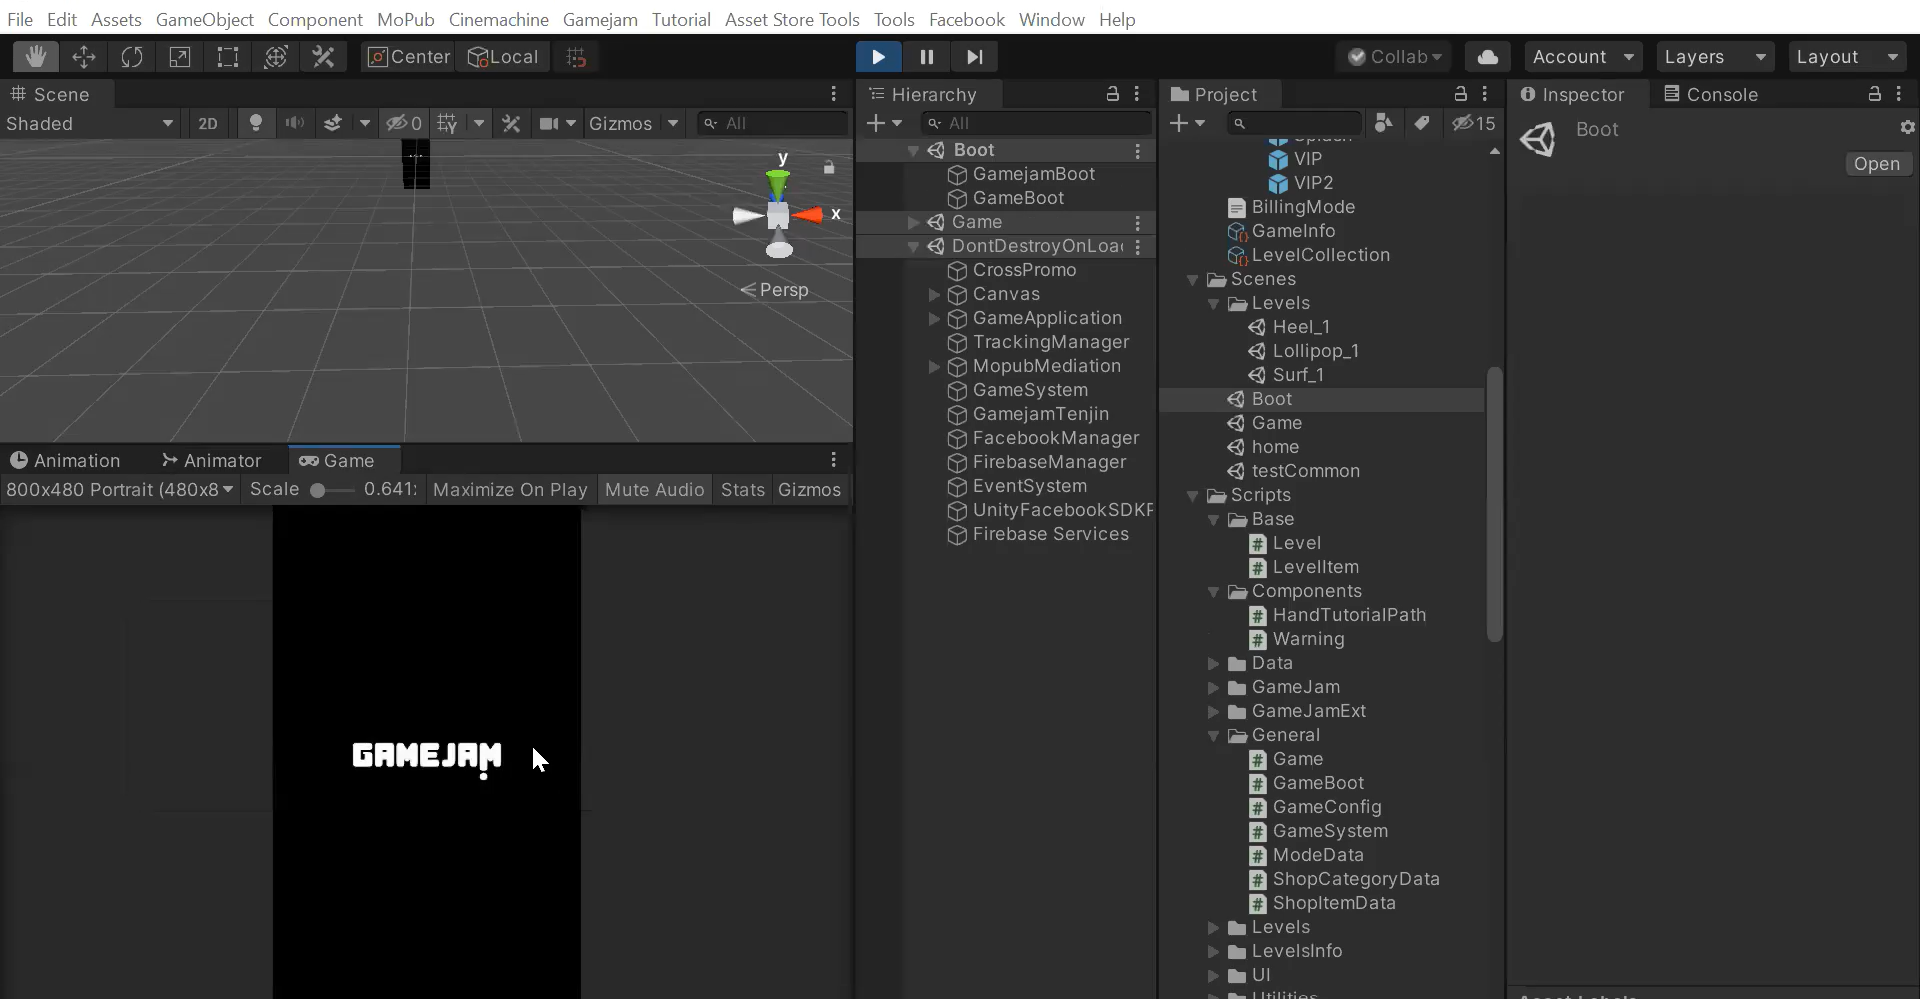 File Edit Assets GameObject Component MoPub Cinemachine Gamejam Tutorial Asset Store Tools Tools Facebook Window Help
Center Local Collab Account Layers Layout
Scene
Shaded 2D 0 Gizmos All
y
x
Persp
Animation Animator Game
800x480 Portrait (480x8 Scale 0.641 Maximize On Play Mute Audio Stats Gizmos
GAMEJAM
Hierarchy
All
Boot
GamejamBoot
GameBoot
Game
DontDestroyOnLoa
CrossPromo
Canvas
GameApplication
TrackingManager
MopubMediation
GameSystem
GamejamTenjin
FacebookManager
FirebaseManager
EventSystem
UnityFacebookSDKP
Firebase Services
Project
15
VIP
VIP2
BillingMode
GameInfo
LevelCollection
Scenes
Levels
Heel_1
Lollipop_1
Surf_1
Boot
Game
home
testCommon
Scripts
Base
Level
LevelItem
Components
HandTutorialPath
Warning
Data
GameJam
GameJamExt
General
Game
GameBoot
GameConfig
GameSystem
ModeData
ShopCategoryData
ShopItemData
Levels
LevelsInfo
UI
Utilities
Inspector Console
Boot
Open